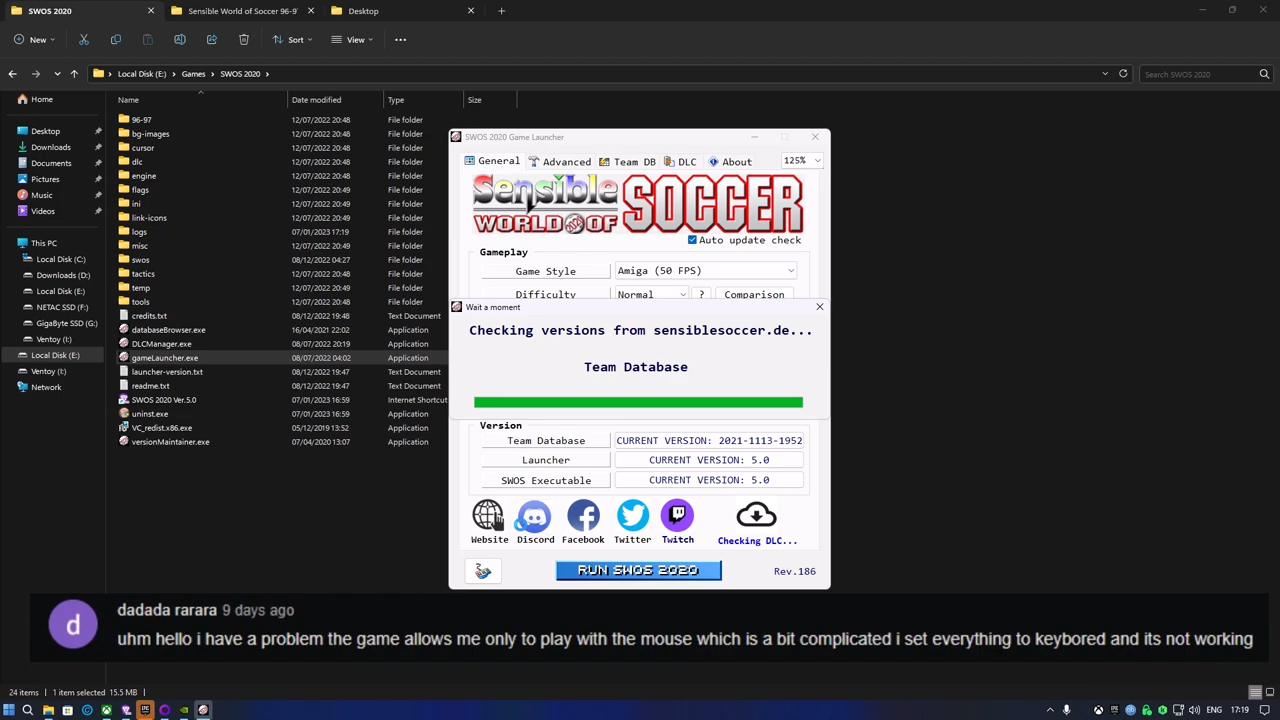 SWOS 2020
Sensible World of Soccer 96-9
Desktop
New
Sort
View
Local Disk (E:) > Games > SWOS 2020 >
Search SWOS 2020
Name Date modified Type Size
Home
Desktop
Downloads
Documents
Pictures
Music
Videos
This PC
Local Disk (C:)
Downloads (D:)
Local Disk (E:)
NETAC SSD (F:)
GigaByte SSD (G:)
Ventoy (I:)
Local Disk (E:)
Ventoy (I:)
Network
96-97 12/07/2022 20:48 File folder
bg-images 12/07/2022 20:48 File folder
cursor 12/07/2022 20:48 File folder
dlc 12/07/2022 20:48 File folder
engine 12/07/2022 20:48 File folder
flags 12/07/2022 20:49 File folder
ini 12/07/2022 20:49 File folder
link-icons 12/07/2022 20:49 File folder
logs 07/01/2023 17:19 File folder
misc 12/07/2022 20:49 File folder
swos 08/12/2022 04:27 File folder
tactics 12/07/2022 20:48 File folder
temp 12/07/2022 20:49 File folder
tools 12/07/2022 20:49 File folder
credits.txt 08/12/2022 19:48 Text Document
databaseBrowser.exe 16/04/2021 22:02 Application
DLCManager.exe 08/07/2022 20:19 Application
gameLauncher.exe 08/07/2022 04:02 Application
launcher-version.txt 08/12/2022 19:47 Text Document
readme.txt 08/12/2022 19:47 Text Document
SWOS 2020 Ver.5.0 07/01/2023 16:59 Internet Shortcut
uninst.exe 07/01/2023 16:59 Application
VC_redist.x86.exe 05/12/2019 13:52 Application
versionMaintainer.exe 07/04/2020 13:07 Application
SWOS 2020 Game Launcher
General Advanced Team DB DLC About 125%
Sensible
WORLD OF SOCCER
Auto update check
Gameplay
Game Style Amiga (50 FPS)
Difficulty Normal ? Comparison
Wait a moment
Checking versions from sensiblesoccer.de...
Team Database
Version
Team Database CURRENT VERSION: 2021-1113-1952
Launcher CURRENT VERSION: 5.0
SWOS Executable CURRENT VERSION: 5.0
Website Discord Facebook Twitter Twitch Checking DLC...
RUN SWOS 2020
Rev.186
d
dadada rarara 9 days ago
uhm hello i have a problem the game allows me only to play with the mouse which is a bit complicated i set everything to keybored and its not working
24 items 1 item selected 15.5 MB
ENG 17:19